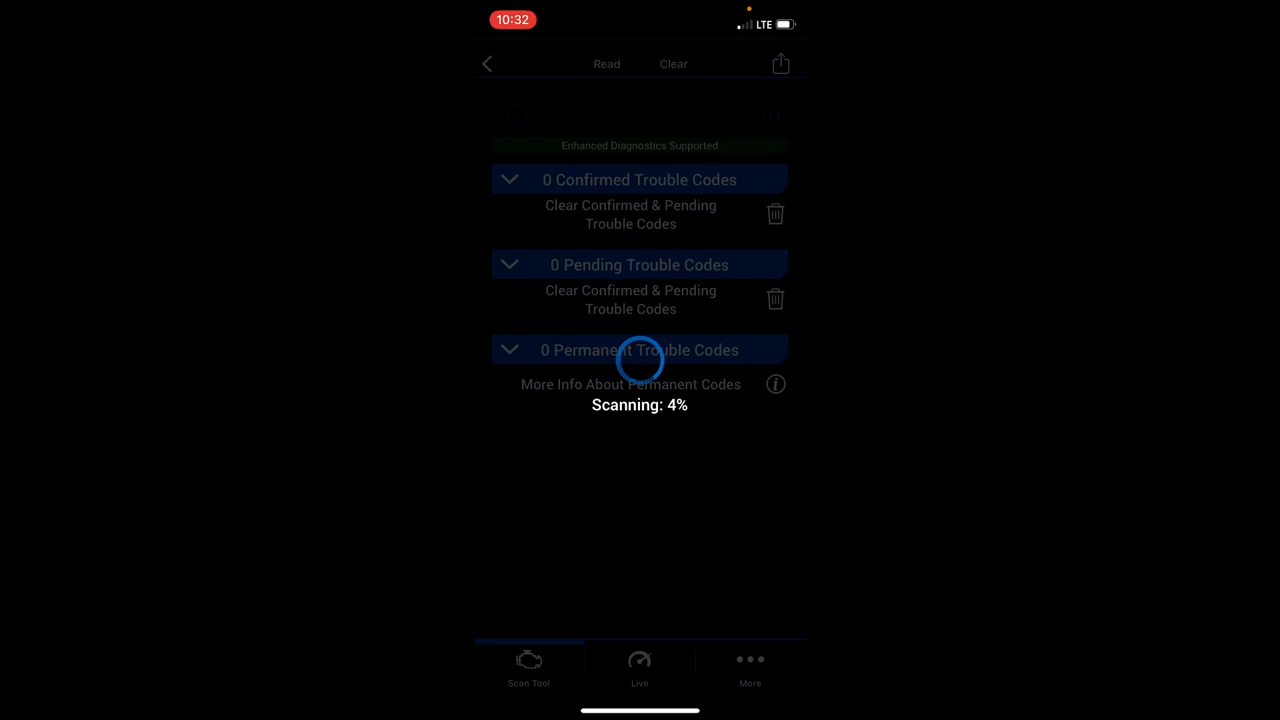 10:32
LTE
Read
Clear
Enhanced Diagnostics Supported
0 Confirmed Trouble Codes
Clear Confirmed & Pending
Trouble Codes
0 Pending Trouble Codes
Clear Confirmed & Pending
Trouble Codes
0 Permanent Trouble Codes
More Info About Permanent Codes
Scanning: 4%
Scan Tool
Live
More